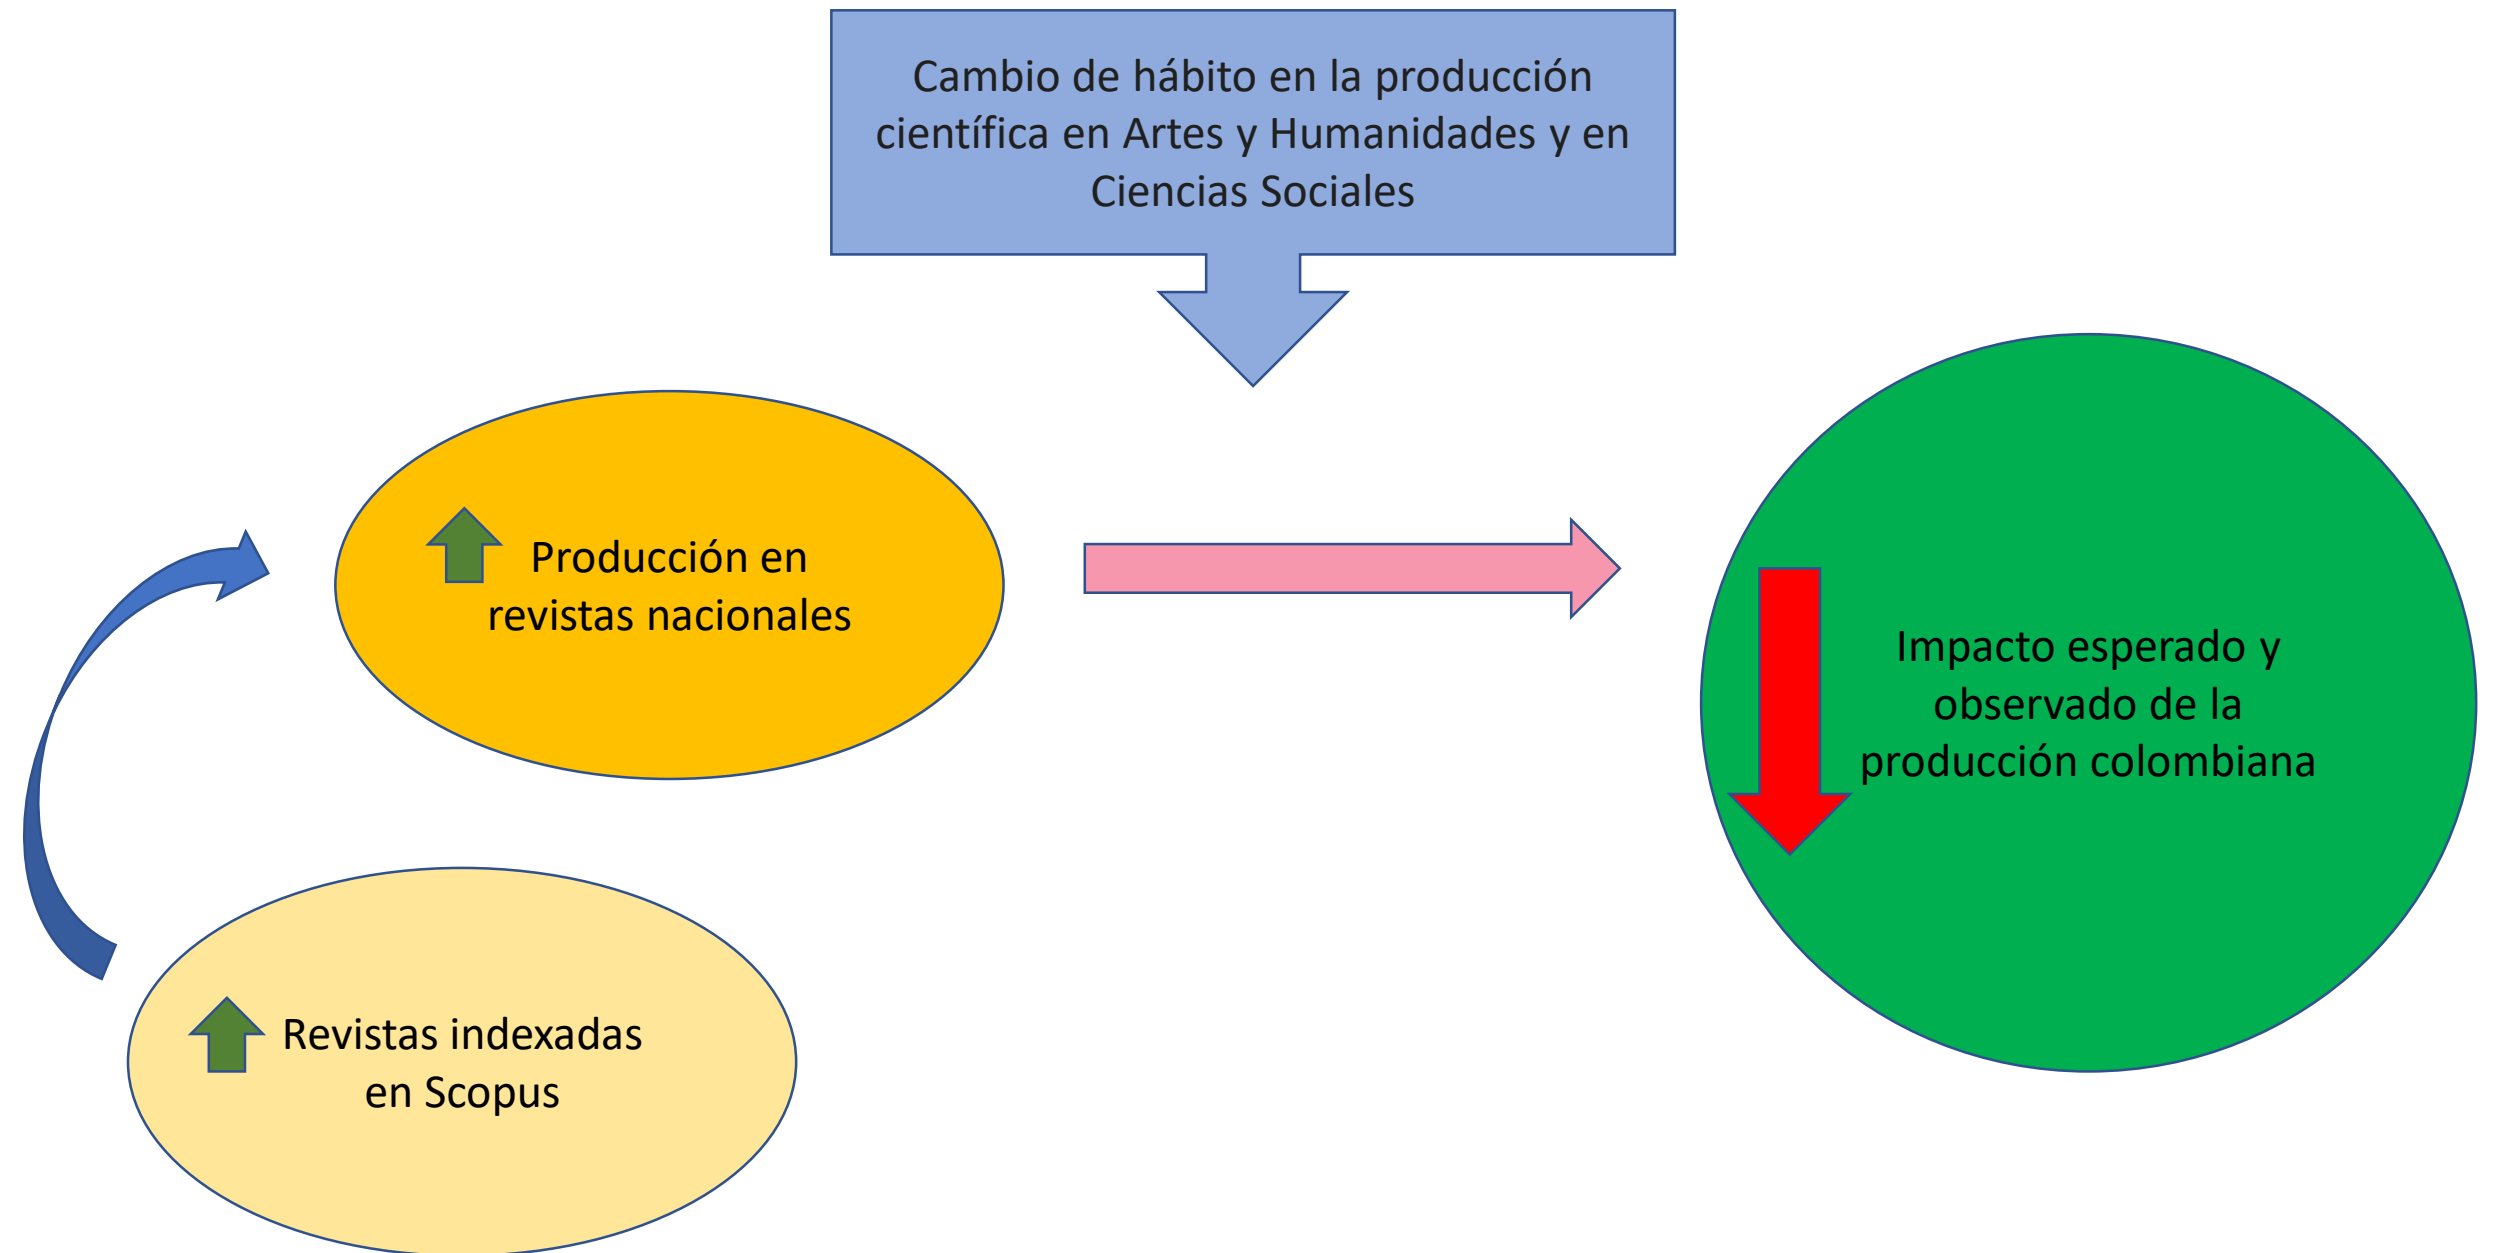 Cambio de hábito en la producción
científica en Artes y Humanidades y en
Ciencias Sociales
Producción en
revistas nacionales
Impacto esperado y
observado de la
producción colombiana
Revistas indexadas
en Scopus